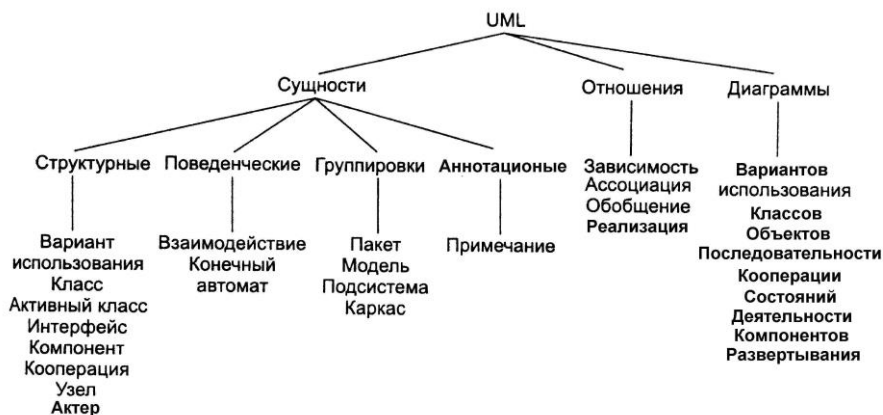 UML
Сущности
Отношения
Диаграммы
Структурные
Поведенческие
Группировки
Аннотационые
Вариант
использования
Класс
Активный класс
Интерфейс
Компонент
Кооперация
Узел
Актер
Взаимодействие
Конечный
автомат
Пакет
Модель
Подсистема
Каркас
Примечание
Зависимость
Ассоциация
Обобщение
Реализация
Вариантов
использования
Классов
Объектов
Последовательности
Кооперации
Состояний
Деятельности
Компонентов
Развертывания